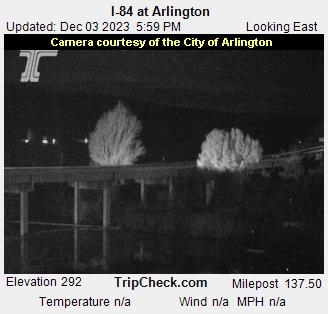 I-84 at Arlington
Updated: Dec 03 2023 5:59 PM Looking East
Camera courtesy of the City of Arlington
Elevation 292 TripCheck.com Milepost 137.50
Temperature n/a Wind n/a MPH n/a